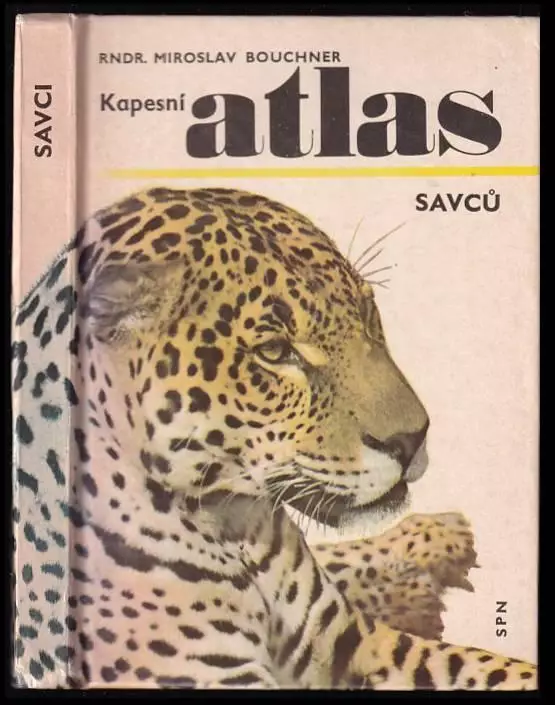 SAVCI
RNDR. MIROSLAV BOUCHNER
Kapesní atlas
SAVCŮ
SPN